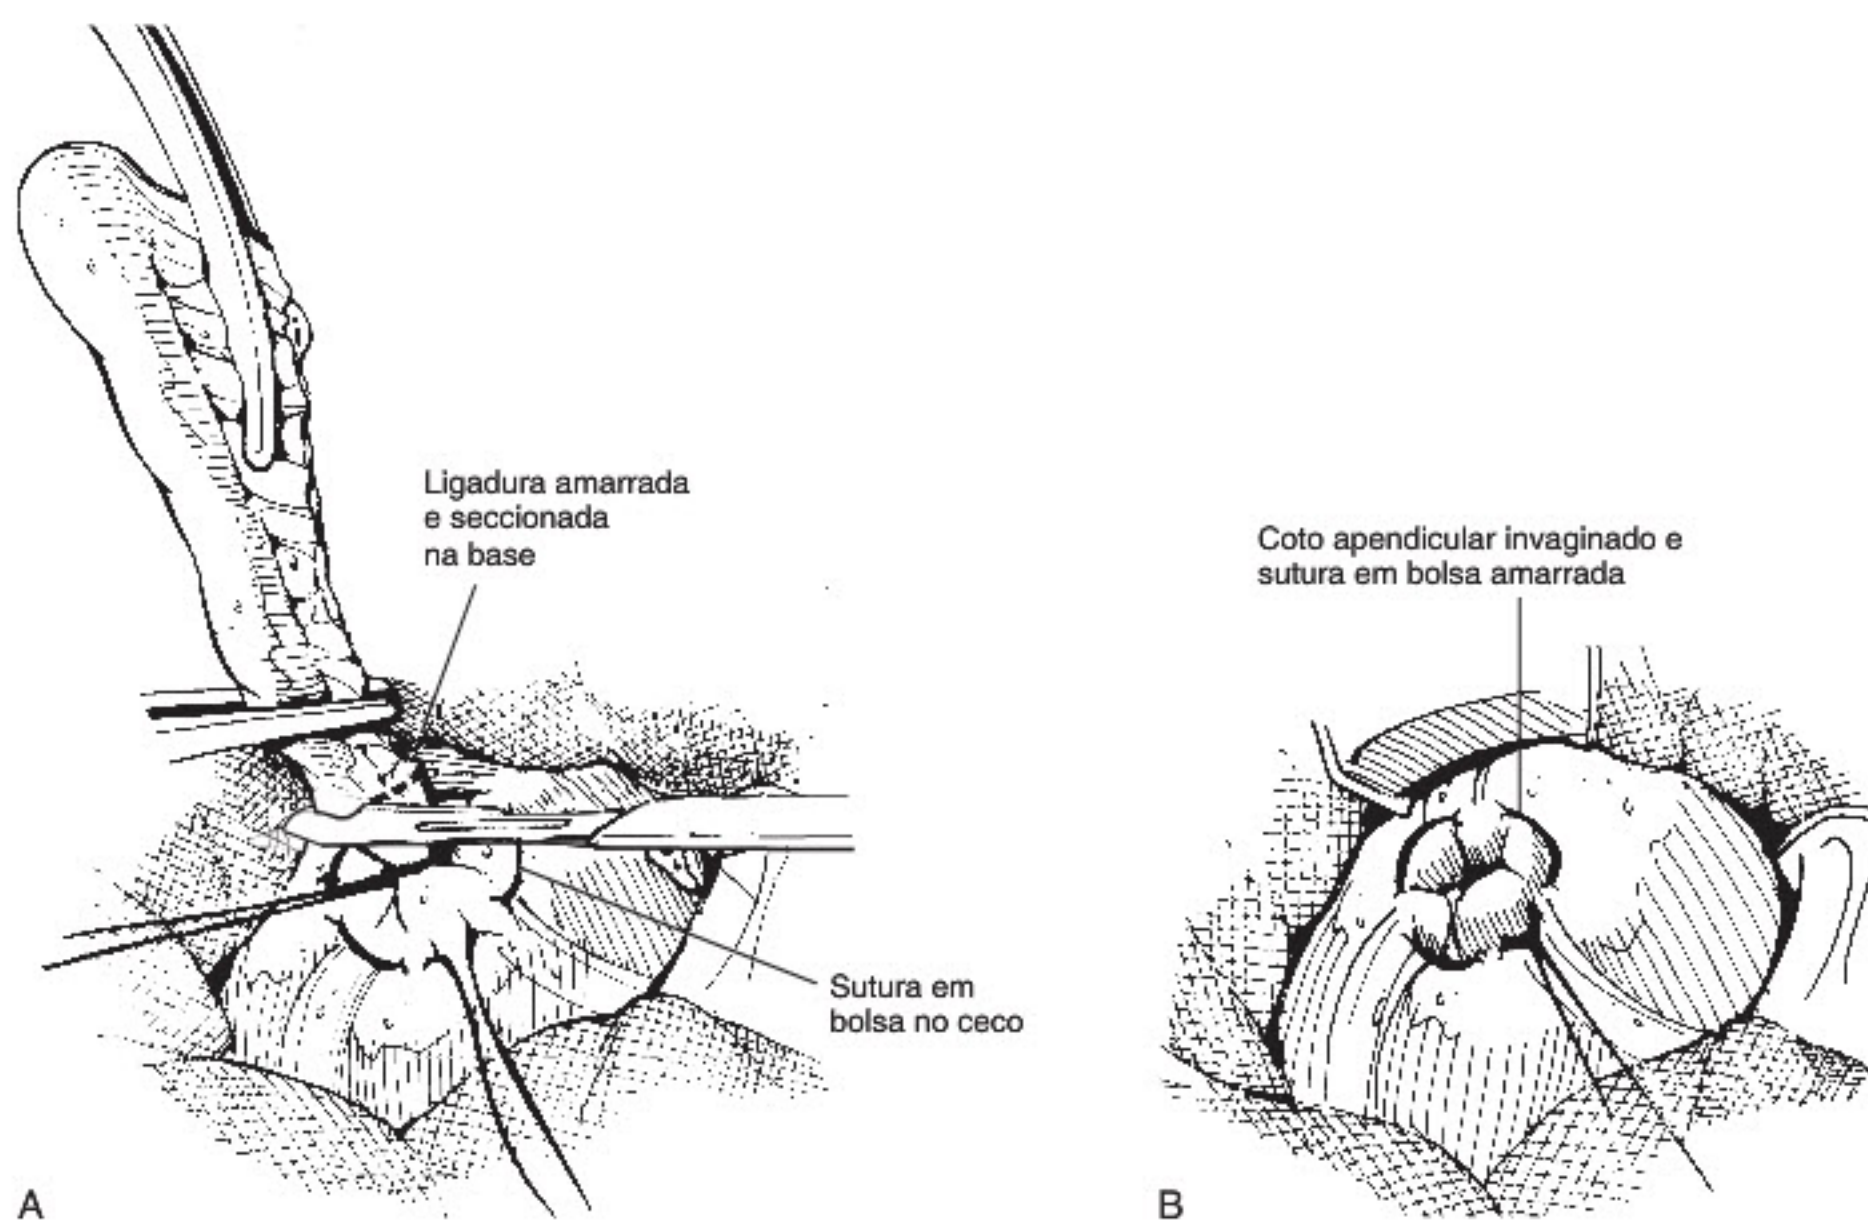 Ligadura amarrada
e seccionada
na base
Sutura em
bolsa no ceco
A
Coto apendicular invaginado e
sutura em bolsa amarrada
B